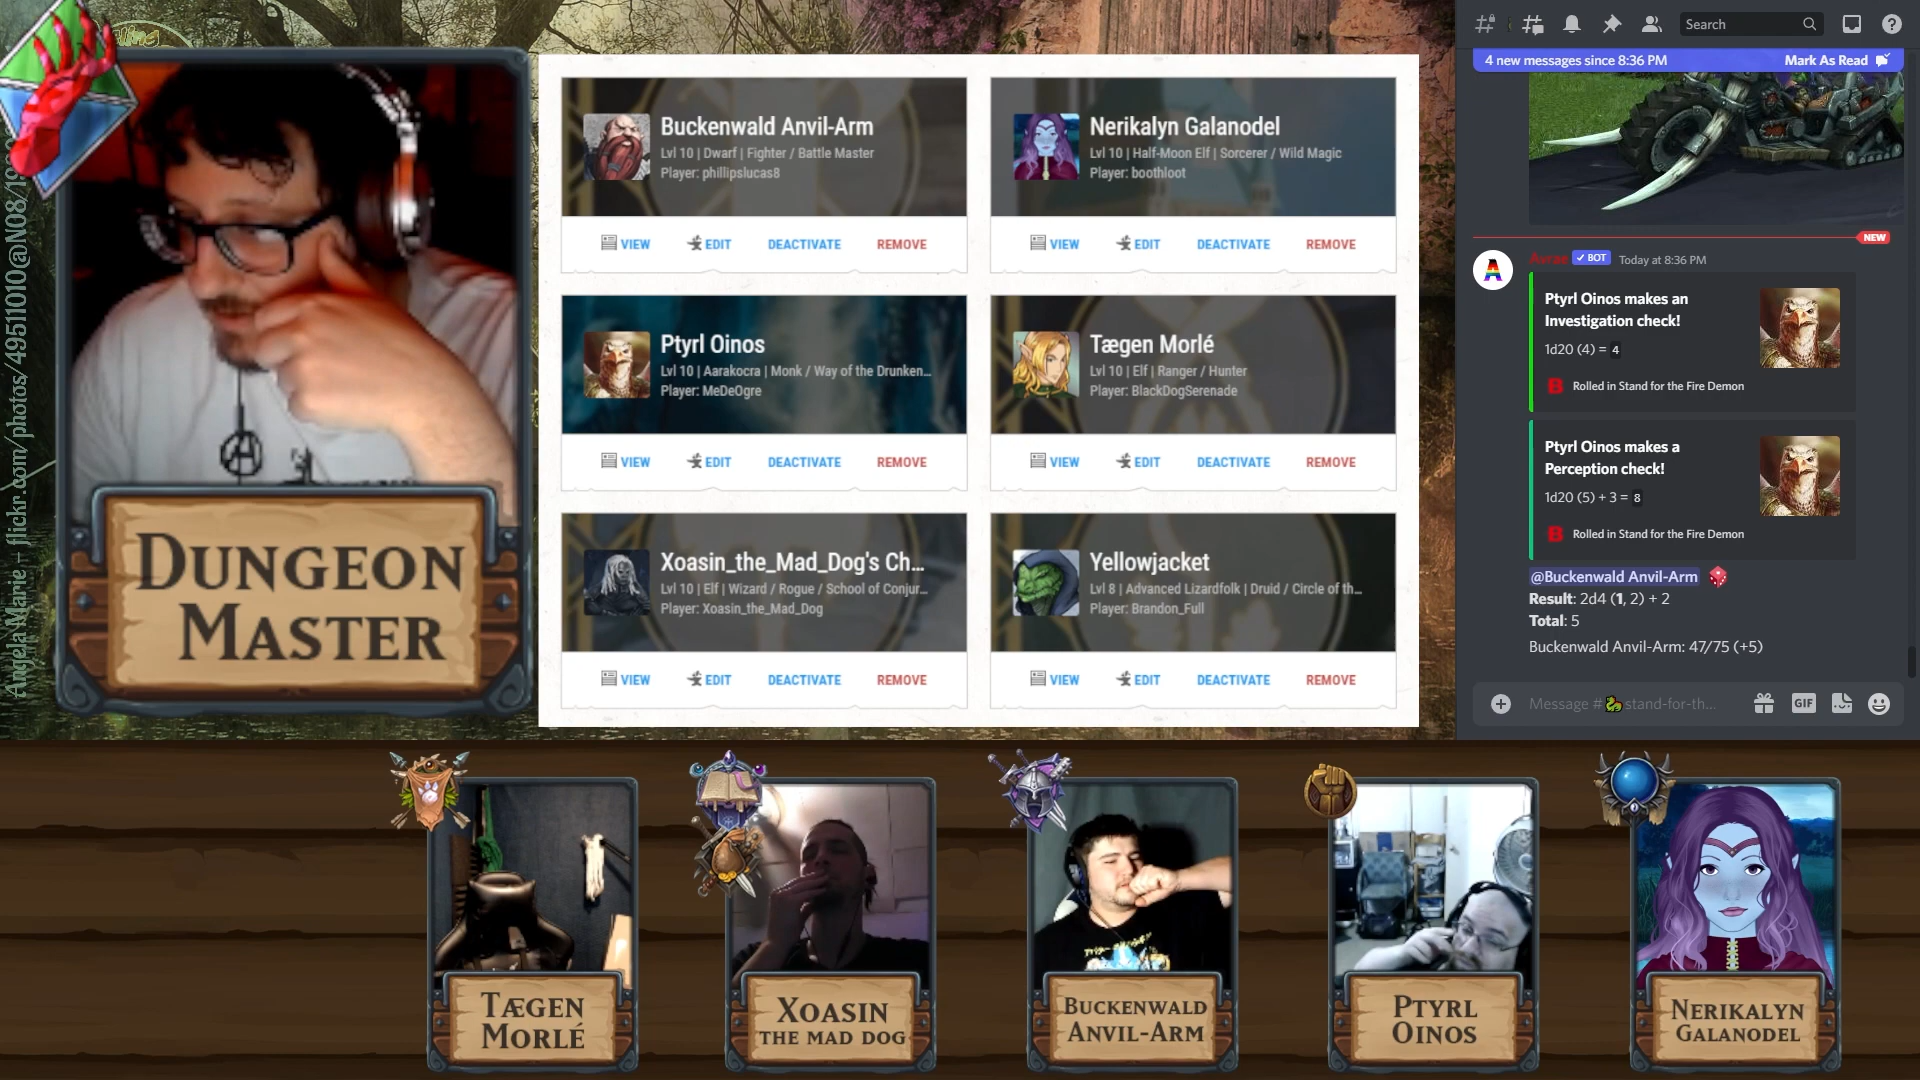 Angela Marie – flickr.com/photos/49511010@N08/19
DUNGEON
MASTER
Buckenwald Anvil-Arm
Lvl 10 | Dwarf | Fighter / Battle Master
Player: phillipslucas8
VIEW EDIT DEACTIVATE REMOVE
Nerikalyn Galanodel
Lvl 10 | Half-Moon Elf | Sorcerer / Wild Magic
Player: boothloot
VIEW EDIT DEACTIVATE REMOVE
Ptyrl Oinos
Lvl 10 | Aarakocra | Monk / Way of the Drunken...
Player: MeDeOgre
VIEW EDIT DEACTIVATE REMOVE
Tægen Morlé
Lvl 10 | Elf | Ranger / Hunter
Player: BlackDogSerenade
VIEW EDIT DEACTIVATE REMOVE
Xoasin_the_Mad_Dog's Ch...
Lvl 10 | Elf | Wizard / Rogue / School of Conjur...
Player: Xoasin_the_Mad_Dog
VIEW EDIT DEACTIVATE REMOVE
Yellowjacket
Lvl 8 | Advanced Lizardfolk | Druid / Circle of th...
Player: Brandon_Full
VIEW EDIT DEACTIVATE REMOVE
Search
4 new messages since 8:36 PM Mark As Read
NEW
Avrae BOT Today at 8:36 PM
Ptyrl Oinos makes an
Investigation check!
1d20 (4) = 4
Rolled in Stand for the Fire Demon
Ptyrl Oinos makes a
Perception check!
1d20 (5) + 3 = 8
Rolled in Stand for the Fire Demon
@Buckenwald Anvil-Arm
Result: 2d4 (1, 2) + 2
Total: 5
Buckenwald Anvil-Arm: 47/75 (+5)
Message # stand-for-th...
GIF
TÆGEN
MORLÉ
XOASIN
THE MAD DOG
BUCKENWALD
ANVIL-ARM
PTYRL
OINOS
NERIKALYN
GALANODEL